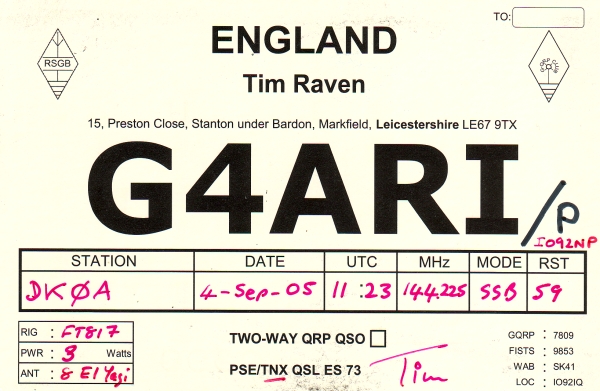 TO:
ENGLAND
RSGB
G QRP CLUB
Tim Raven
15, Preston Close, Stanton under Bardon, Markfield, Leicestershire LE67 9TX
G4ARI/P
IO92NP
STATION DATE UTC MHz MODE RST
DKØA 4-Sep-05 11:23 144.225 SSB 59
RIG : FT817
PWR : 3 Watts
ANT : 8 El Yagi
TWO-WAY QRP QSO
PSE/TNX QSL ES 73
Tim
GQRP : 7809
FISTS : 9853
WAB : SK41
LOC : IO92IQ